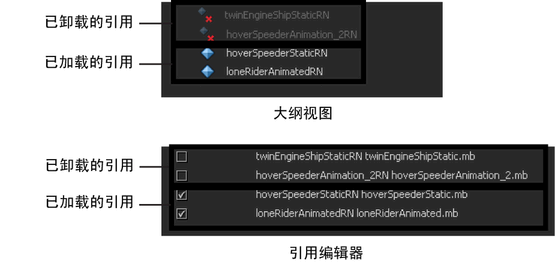 已卸载的引用
twinEngineShipStaticRN
hoverSpeederAnimation_2RN
已加载的引用
hoverSpeederStaticRN
loneRiderAnimatedRN
大纲视图
已卸载的引用
twinEngineShipStaticRN twinEngineShipStatic.mb
hoverSpeederAnimation_2RN hoverSpeederAnimation_2.mb
已加载的引用
hoverSpeederStaticRN hoverSpeederStatic.mb
loneRiderAnimatedRN loneRiderAnimated.mb
引用编辑器